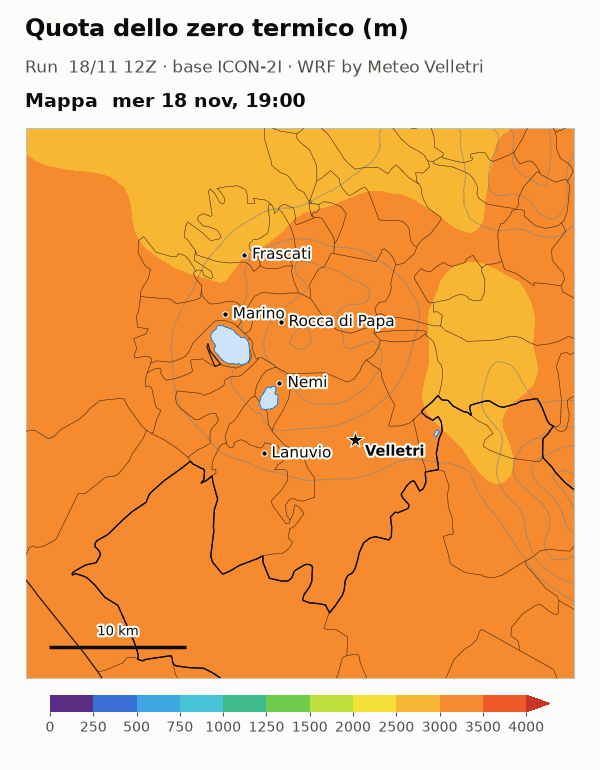 Quota dello zero termico (m)
Run  18/11 12Z · base ICON-2I · WRF by Meteo Velletri
Mappa  mer 18 nov, 19:00
Frascati
Marino
Rocca di Papa
Nemi
Velletri
Lanuvio
10 km
0 250 500 750 1000 1250 1500 2000 2500 3000 3500 4000